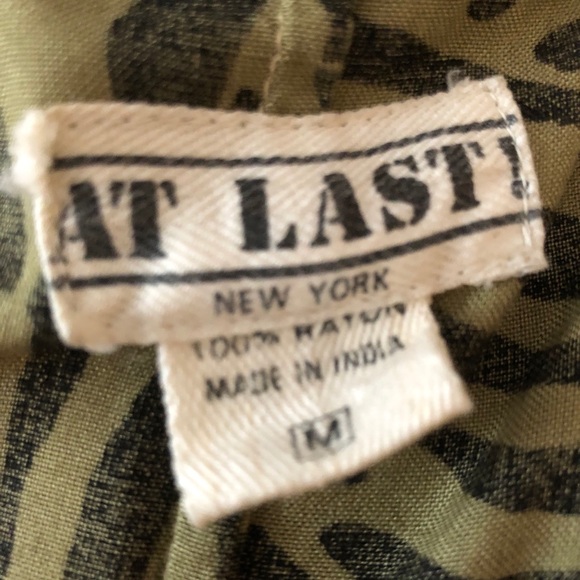 AT LAST!
NEW YORK
100% RAYON
MADE IN INDIA
M